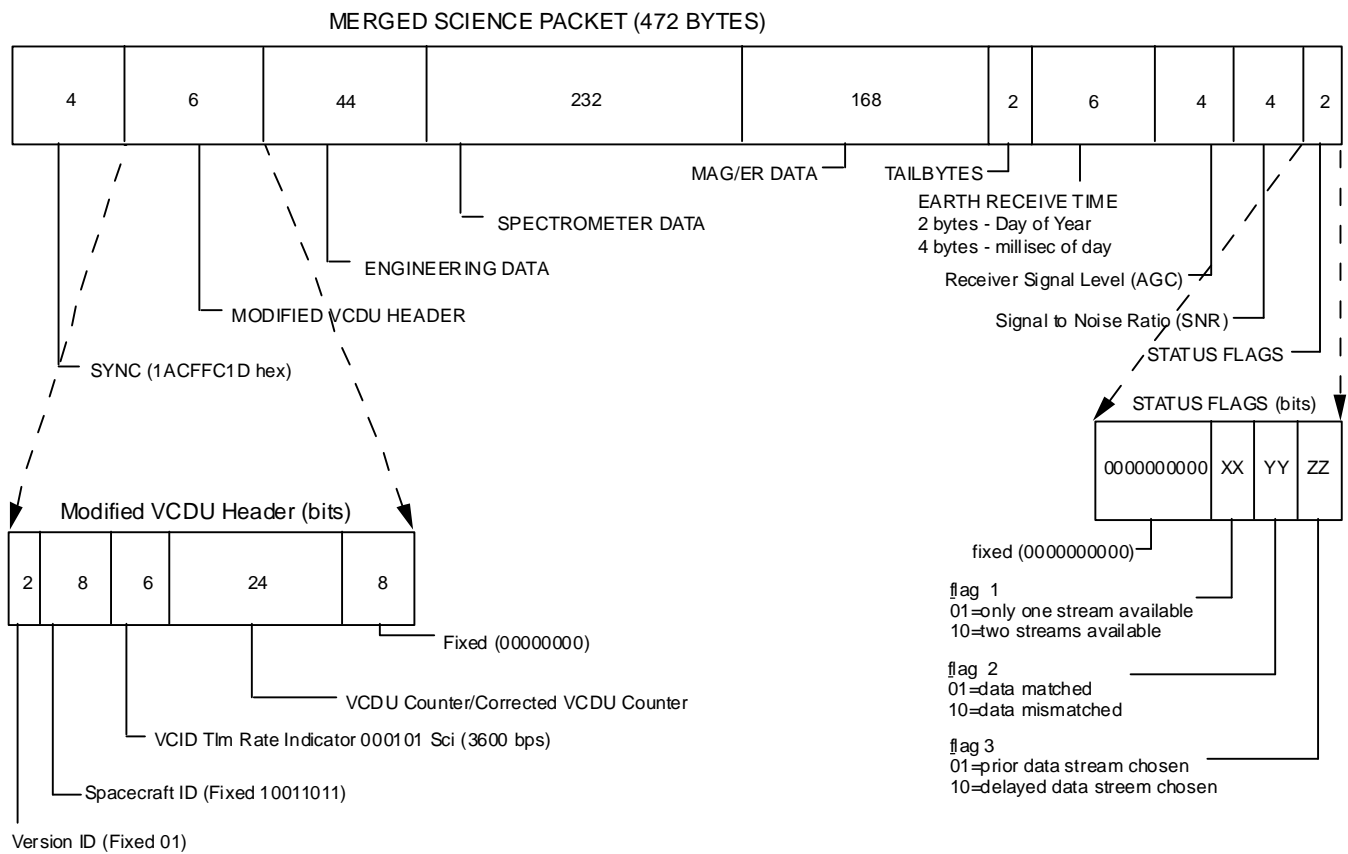 MERGED SCIENCE PACKET (472 BYTES)
4 6 44 232 168 2 6 4 4 2
MAG/ER DATA
TAILBYTES
SPECTROMETER DATA
EARTH RECEIVE TIME
2 bytes - Day of Year
4 bytes - millisec of day
ENGINEERING DATA
Receiver Signal Level (AGC)
MODIFIED VCDU HEADER
Signal to Noise Ratio (SNR)
STATUS FLAGS
SYNC (1ACFFC1D hex)
STATUS FLAGS (bits)
0000000000 XX YY ZZ
Modified VCDU Header (bits)
2 8 6 24 8
fixed (0000000000)
flag 1
01=only one stream available
10=two streams available
Fixed (00000000)
flag 2
01=data matched
10=data mismatched
VCDU Counter/Corrected VCDU Counter
VCID Tlm Rate Indicator 000101 Sci (3600 bps)
flag 3
01=prior data stream chosen
10=delayed data streem chosen
Spacecraft ID (Fixed 10011011)
Version ID (Fixed 01)